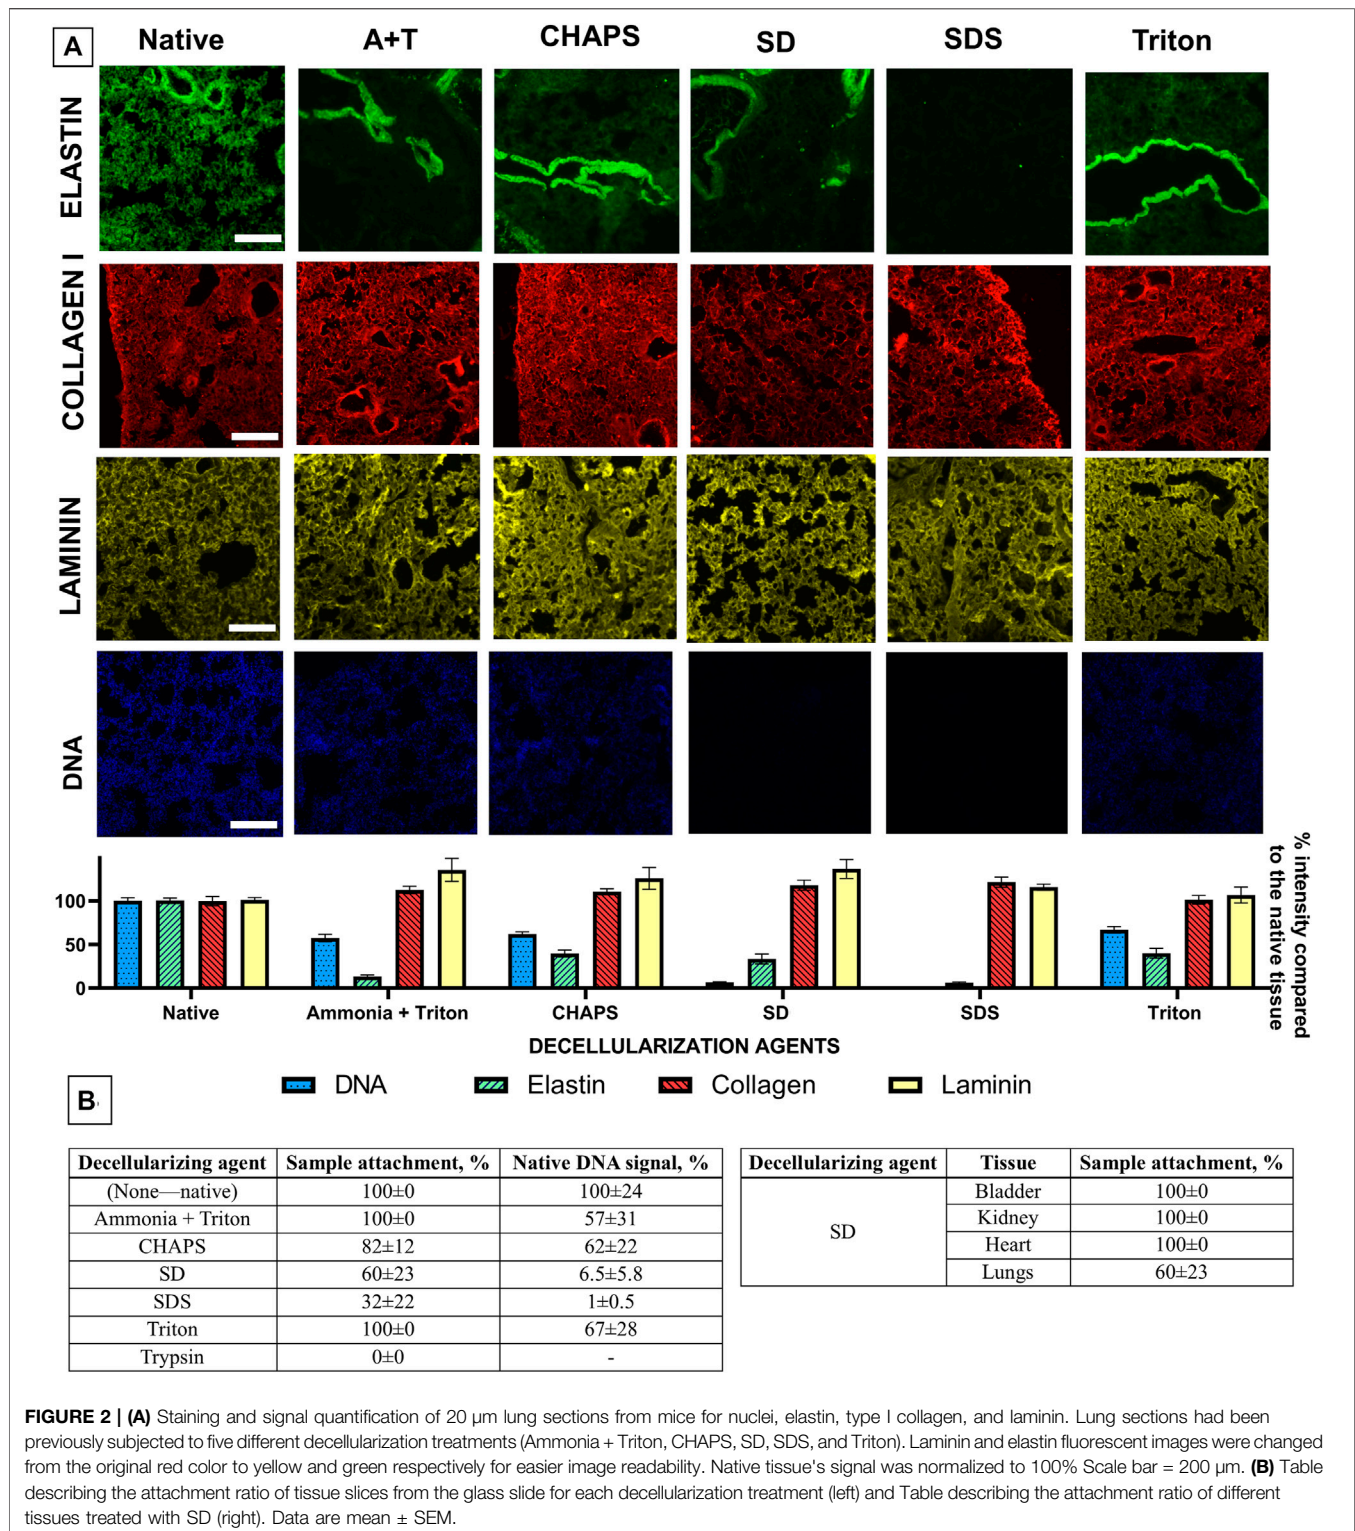 A
Native
A+T
CHAPS
SD
SDS
Triton
ELASTIN
COLLAGEN I
LAMININ
DNA
100
50
0
Native
Ammonia + Triton
CHAPS
SD
SDS
Triton
% intensity compared
to the native tissue
DECELLULARIZATION AGENTS
DNA
Elastin
Collagen
Laminin
B
Decellularizing agent Sample attachment, % Native DNA signal, %
(None—native) 100±0 100±24
Ammonia + Triton 100±0 57±31
CHAPS 82±12 62±22
SD 60±23 6.5±5.8
SDS 32±22 1±0.5
Triton 100±0 67±28
Trypsin 0±0 -
Decellularizing agent Tissue Sample attachment, %
SD
Bladder 100±0
Kidney 100±0
Heart 100±0
Lungs 60±23
FIGURE 2 | (A) Staining and signal quantification of 20 μm lung sections from mice for nuclei, elastin, type I collagen, and laminin. Lung sections had been
previously subjected to five different decellularization treatments (Ammonia + Triton, CHAPS, SD, SDS, and Triton). Laminin and elastin fluorescent images were changed
from the original red color to yellow and green respectively for easier image readability. Native tissue's signal was normalized to 100% Scale bar = 200 μm. (B) Table
describing the attachment ratio of tissue slices from the glass slide for each decellularization treatment (left) and Table describing the attachment ratio of different
tissues treated with SD (right). Data are mean ± SEM.